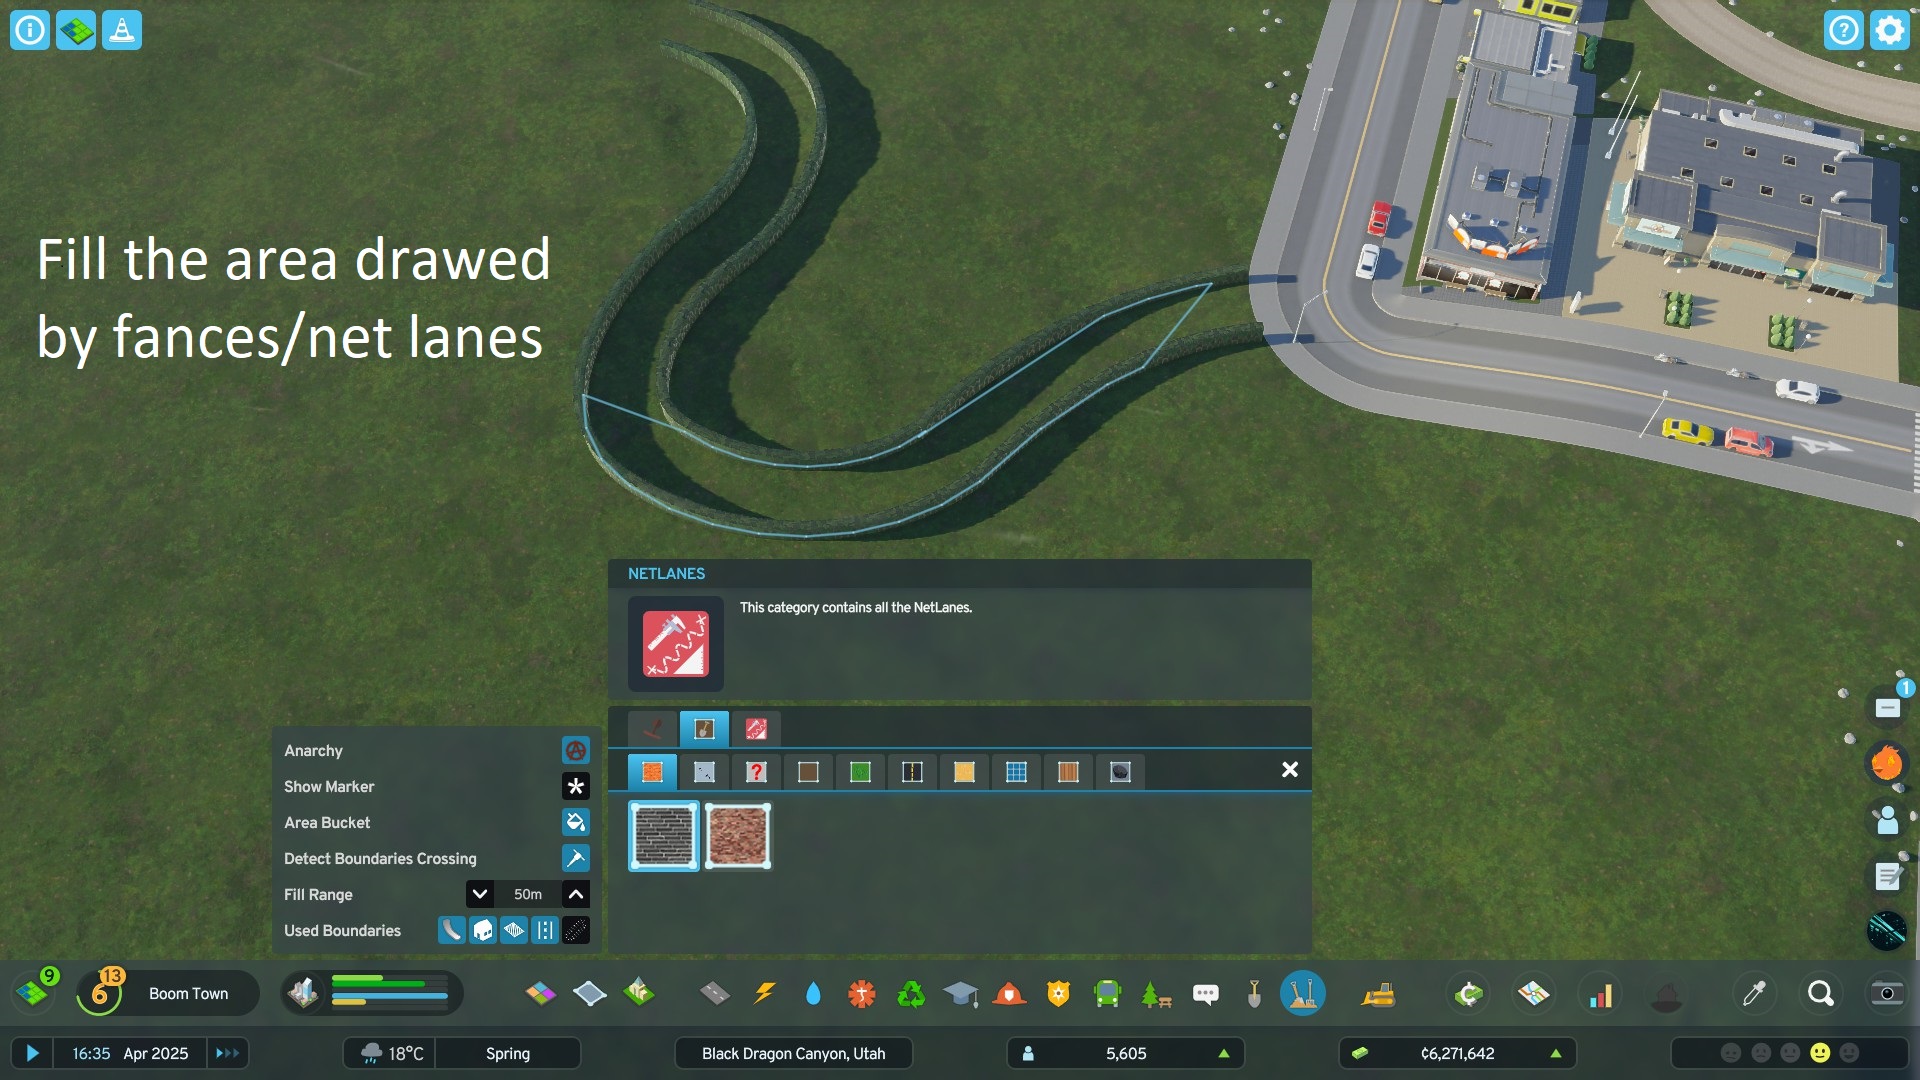 Fill the area drawed
by fances/net lanes
NETLANES
This category contains all the NetLanes.
Anarchy
Show Marker
Area Bucket
Detect Boundaries Crossing
Fill Range
50m
Used Boundaries
1
9
13
6
Boom Town
16:35 Apr 2025
18°C
Spring
Black Dragon Canyon, Utah
5,605
¢6,271,642